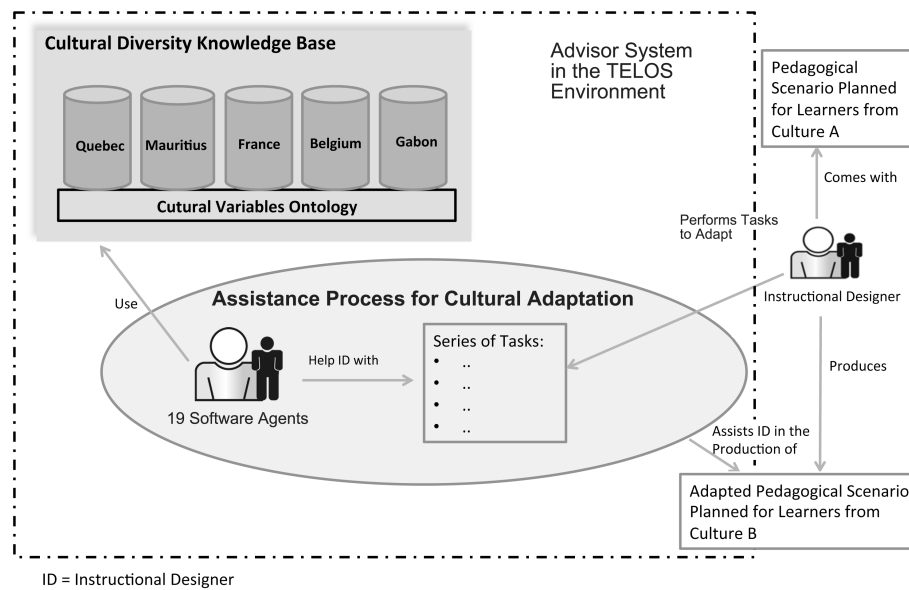 Cultural Diversity Knowledge Base
Quebec
Mauritius
France
Belgium
Gabon
Cutural Variables Ontology
Advisor System
in the TELOS
Environment
Pedagogical
Scenario Planned
for Learners from
Culture A
Comes with
Performs Tasks
to Adapt
Instructional Designer
Use
Assistance Process for Cultural Adaptation
Series of Tasks:
• ..
• ..
• ..
• ..
Help ID with
19 Software Agents
Produces
Assists ID in the
Production of
Adapted Pedagogical Scenario
Planned for Learners from
Culture B
ID = Instructional Designer